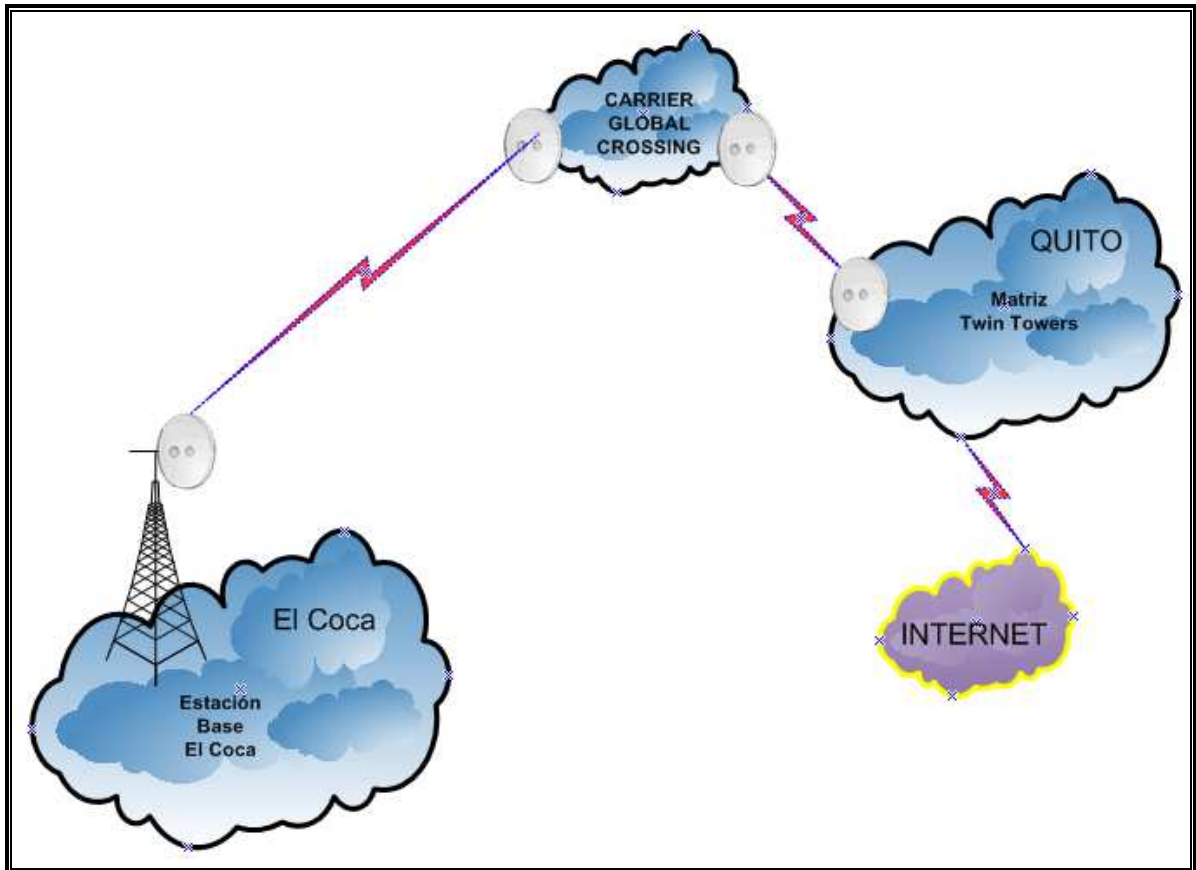 CARRIER
GLOBAL
CROSSING
QUITO
Matriz
Twin Towers
El Coca
Estación
Base
El Coca
INTERNET